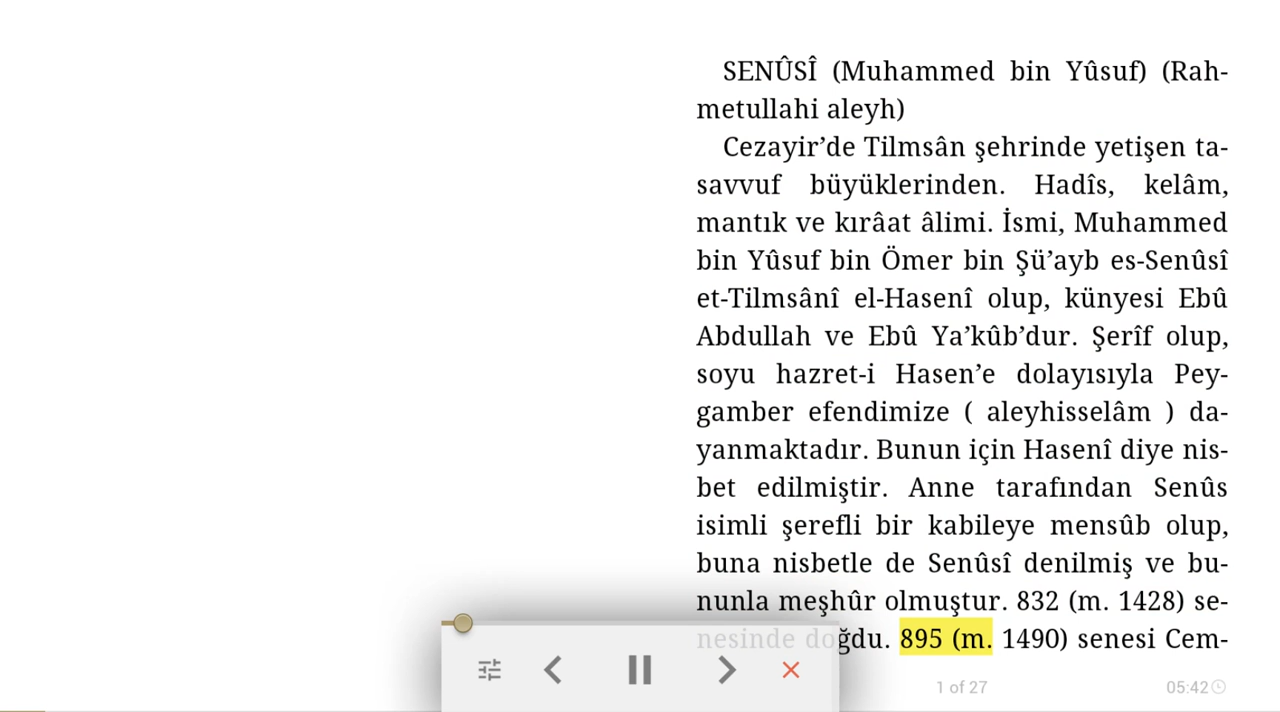 SENÛSÎ (Muhammed bin Yûsuf) (Rah-
metullahi aleyh)
Cezayir’de Tilmsân şehrinde yetişen ta-
savvuf büyüklerinden. Hadîs, kelâm,
mantık ve kırâat âlimi. İsmi, Muhammed
bin Yûsuf bin Ömer bin Şü’ayb es-Senûsî
et-Tilmsânî el-Hasenî olup, künyesi Ebû
Abdullah ve Ebû Ya’kûb’dur. Şerîf olup,
soyu hazret-i Hasen’e dolayısıyla Pey-
gamber efendimize ( aleyhisselâm ) da-
yanmaktadır. Bunun için Hasenî diye nis-
bet edilmiştir. Anne tarafından Senûs
isimli şerefli bir kabileye mensûb olup,
buna nisbetle de Senûsî denilmiş ve bu-
nunla meşhûr olmuştur. 832 (m. 1428) se-
nesinde doğdu. 895 (m. 1490) senesi Cem-
1 of 27
05:42